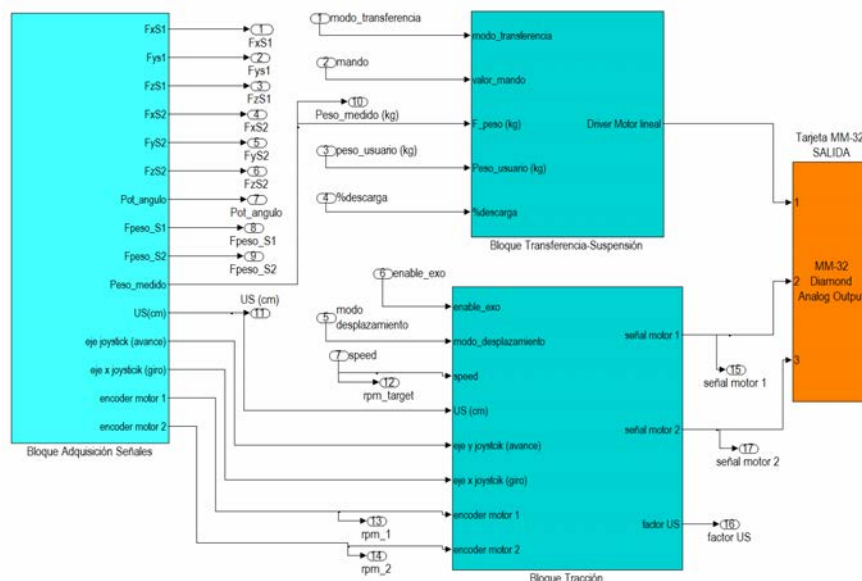 FxS1
1
FxS1
Fys1
2
Fys1
FzS1
3
FzS1
FxS2
4
FxS2
FyS2
5
FyS2
FzS2
6
FzS2
Pot_angulo
7
Pot_angulo
Fpeso_S1
8
Fpeso_S1
Fpeso_S2
9
Fpeso_S2
Peso_medido
10
Peso_medido (kg)
US(cm)
US (cm)
11
eje joystick (avance)
eje x joysticik (giro)
encoder motor 1
encoder motor 2
Bloque Adquisición Señales
1
modo_transferencia
modo_transferencia
2
mando
valor_mando
F_peso (kg)
3
peso_usuario (kg)
Peso_usuario (kg)
4
%descarga
%descarga
Driver Motor lineal
Bloque Transferencia-Suspensión
6
enable_exo
enable_exo
5
modo
desplazamiento
modo_desplazamiento
7
speed
speed
12
rpm_target
US (cm)
eje y joystcik (avance)
eje x joystcik (giro)
encoder motor 1
13
rpm_1
encoder motor 2
14
rpm_2
señal motor 1
15
señal motor 1
señal motor 2
17
señal motor 2
factor US
16
factor US
Bloque Tracción
Tarjeta MM-32
SALIDA
1
2
3
MM-32
Diamond
Analog Output